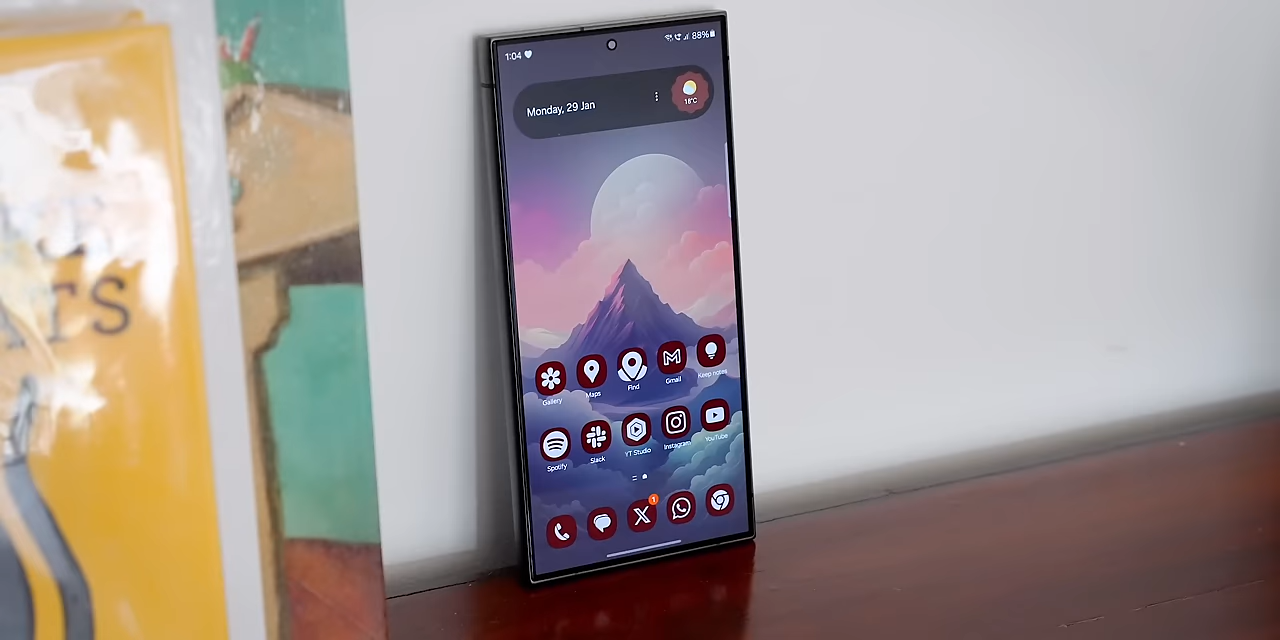 1:04
88%
Monday, 29 Jan
18°C
Gallery
Maps
Find
Gmail
Keep notes
Spotify
Slack
YT Studio
Instagram
YouTube
1